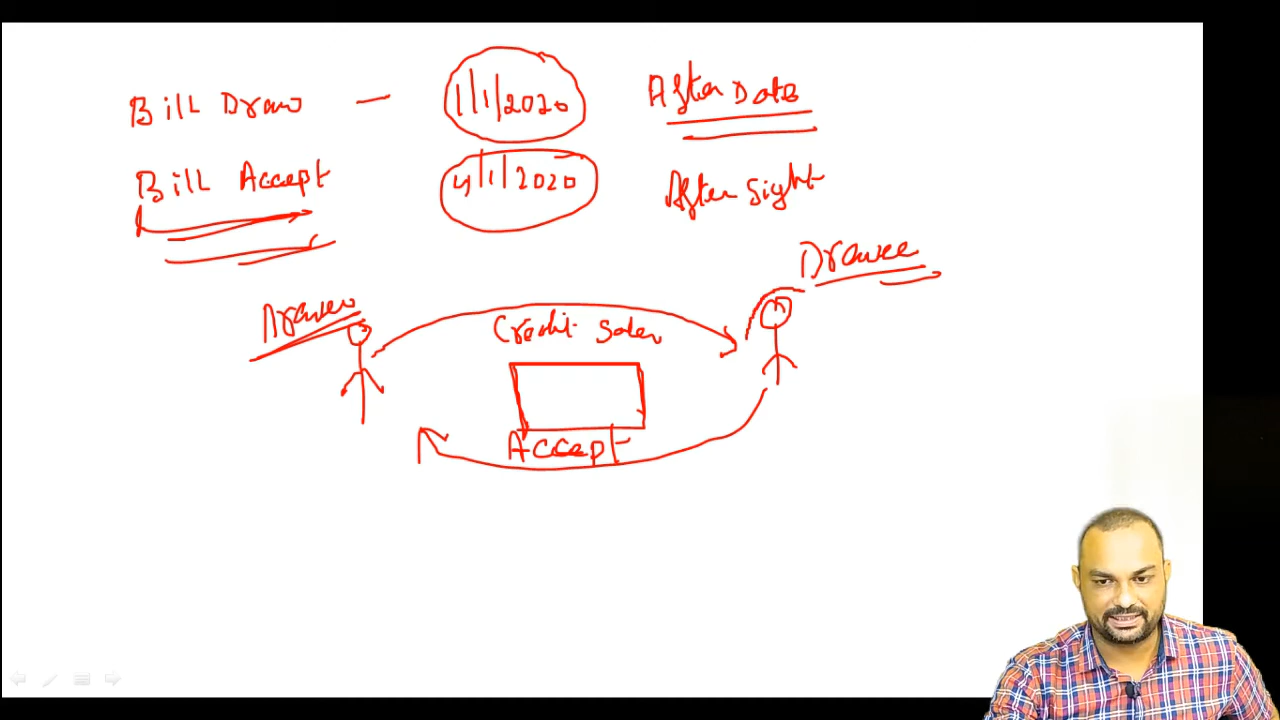 Bill Draw — 1/1/2020 After Date
Bill Accept 4/1/2020 After Sight
Drawee
Drawer
Credit Sales
Accept